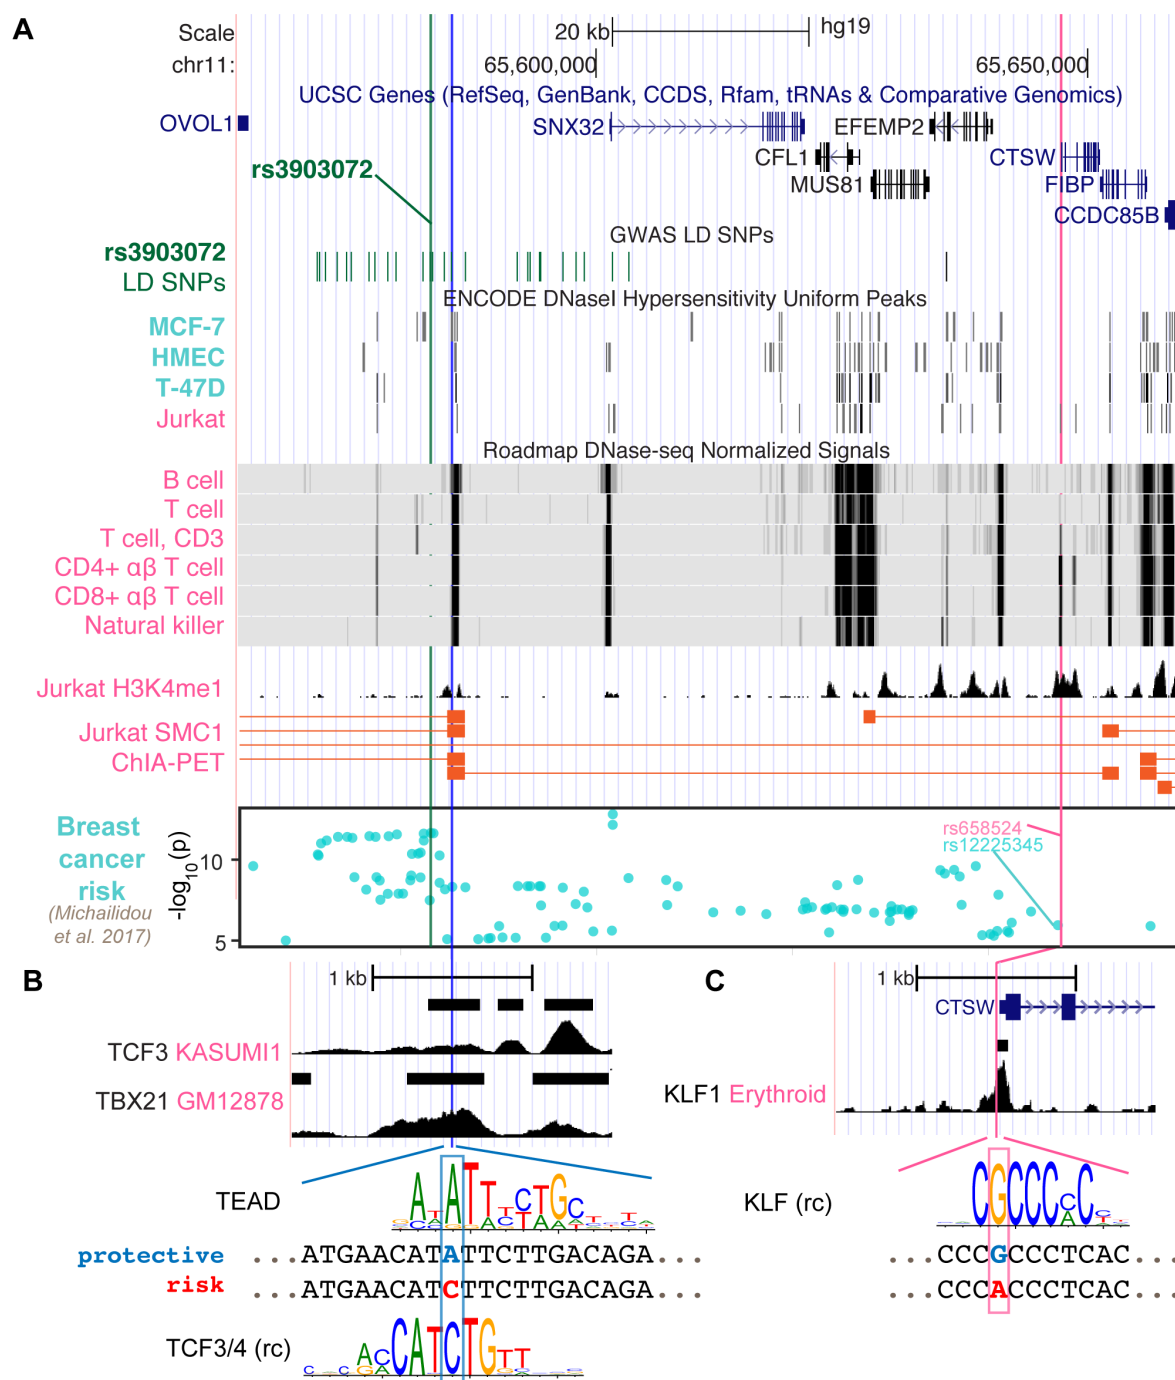 A
Scale
20 kb
hg19
chr11:
65,600,000
65,650,000
UCSC Genes (RefSeq, GenBank, CCDS, Rfam, tRNAs & Comparative Genomics)
OVOL1
SNX32
EFEMP2
CFL1
CTSW
rs3903072
MUS81
FIBP
CCDC85B
GWAS LD SNPs
rs3903072
LD SNPs
ENCODE DNaseI Hypersensitivity Uniform Peaks
MCF-7
HMEC
T-47D
Jurkat
Roadmap DNase-seq Normalized Signals
B cell
T cell
T cell, CD3
CD4+ αβ T cell
CD8+ αβ T cell
Natural killer
Jurkat H3K4me1
Jurkat SMC1
ChIA-PET
Breast
cancer
risk
(Michailidou
et al. 2017)
-log10(p)
10
5
rs658524
rs12225345
B
1 kb
TCF3 KASUMI1
TBX21 GM12878
TEAD
protective
...ATGAACATATTCTTGACAGA...
risk
...ATGAACATCTTCTTGACAGA...
TCF3/4 (rc)
C
1 kb
CTSW
KLF1 Erythroid
KLF (rc)
...CCCGCCCTCAC...
...CCCACCCTCAC...